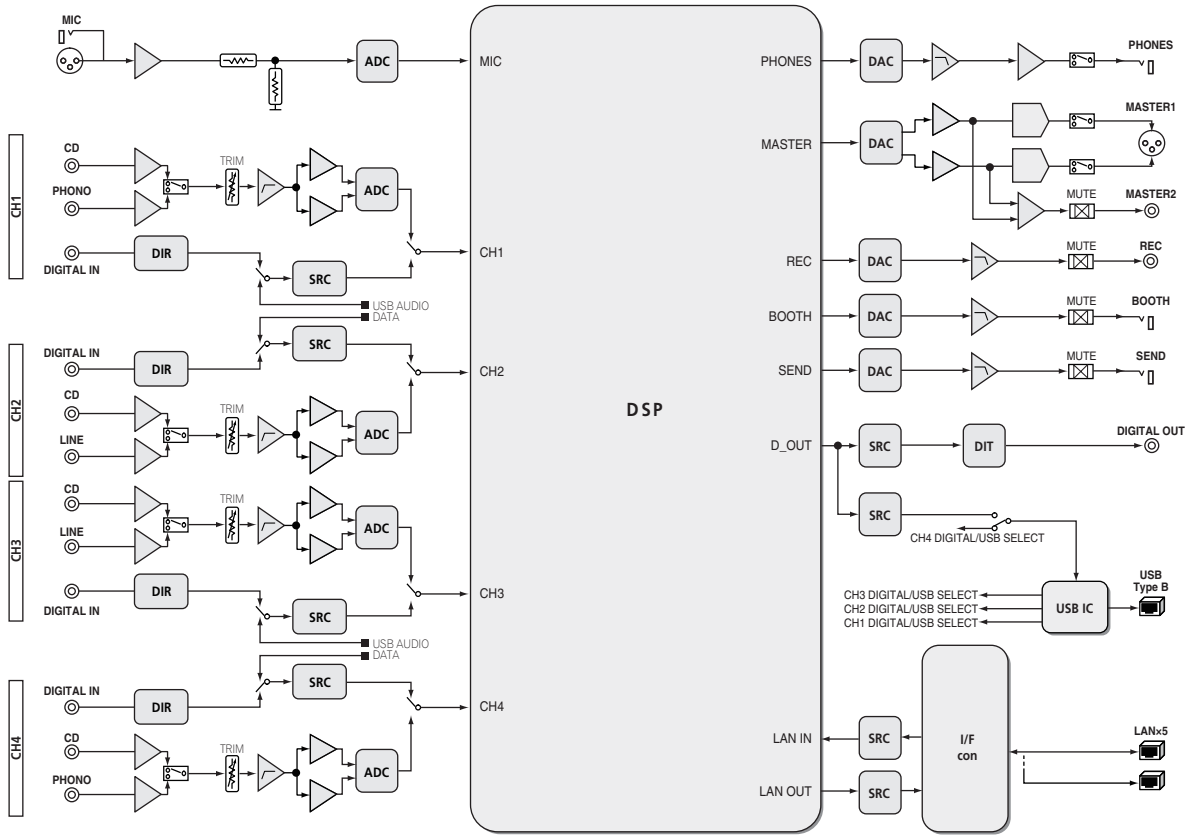 MIC
ADC
MIC
CH1
CD
PHONO
DIGITAL IN
TRIM
ADC
DIR
SRC
CH1
USB AUDIO
DATA
CH2
DIGITAL IN
CD
LINE
DIR
SRC
TRIM
ADC
CH2
CH3
CD
LINE
DIGITAL IN
TRIM
ADC
DIR
SRC
CH3
USB AUDIO
DATA
CH4
DIGITAL IN
CD
PHONO
DIR
SRC
TRIM
ADC
CH4
DSP
PHONES
DAC
PHONES
MASTER
DAC
MASTER1
MUTE
MASTER2
REC
DAC
MUTE
REC
BOOTH
DAC
MUTE
BOOTH
SEND
DAC
MUTE
SEND
D_OUT
SRC
DIT
DIGITAL OUT
SRC
CH4 DIGITAL/USB SELECT
CH3 DIGITAL/USB SELECT
CH2 DIGITAL/USB SELECT
CH1 DIGITAL/USB SELECT
USB IC
USB
Type B
LAN IN
SRC
I/F
con
LAN×5
LAN OUT
SRC